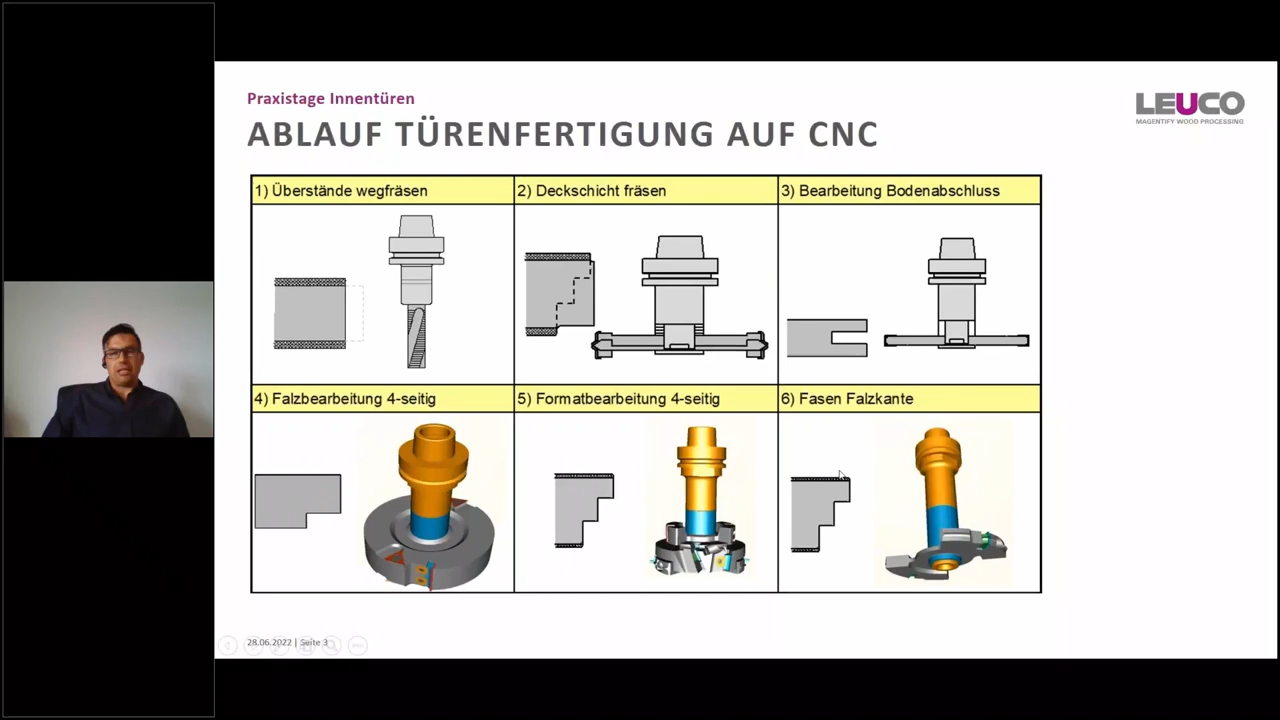 Praxistage Innentüren
ABLAUF TÜRENFERTIGUNG AUF CNC
LEUCO
MAGENTIFY WOOD PROCESSING
1) Überstände wegfräsen
2) Deckschicht fräsen
3) Bearbeitung Bodenabschluss
4) Falzbearbeitung 4-seitig
5) Formatbearbeitung 4-seitig
6) Fasen Falzkante
28.06.2022 | Seite 3